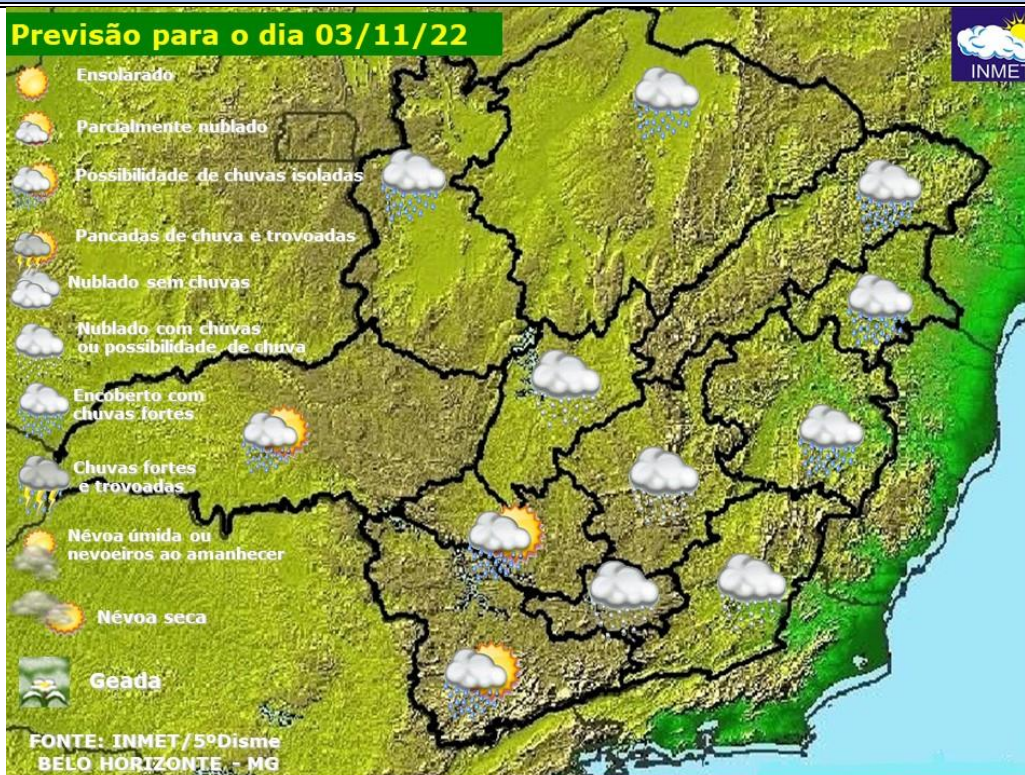 Previsão para o dia 03/11/22
INMET
Ensolarado
Parcialmente nublado
Possibilidade de chuvas isoladas
Pancadas de chuva e trovoadas
Nublado sem chuvas
Nublado com chuvas
ou possibilidade de chuva
Encoberto com
chuvas fortes
Chuvas fortes
e trovoadas
Névoa úmida ou
nevoeiros ao amanhecer
Névoa seca
Geada
FONTE: INMET/5ºDisme
BELO HORIZONTE - MG